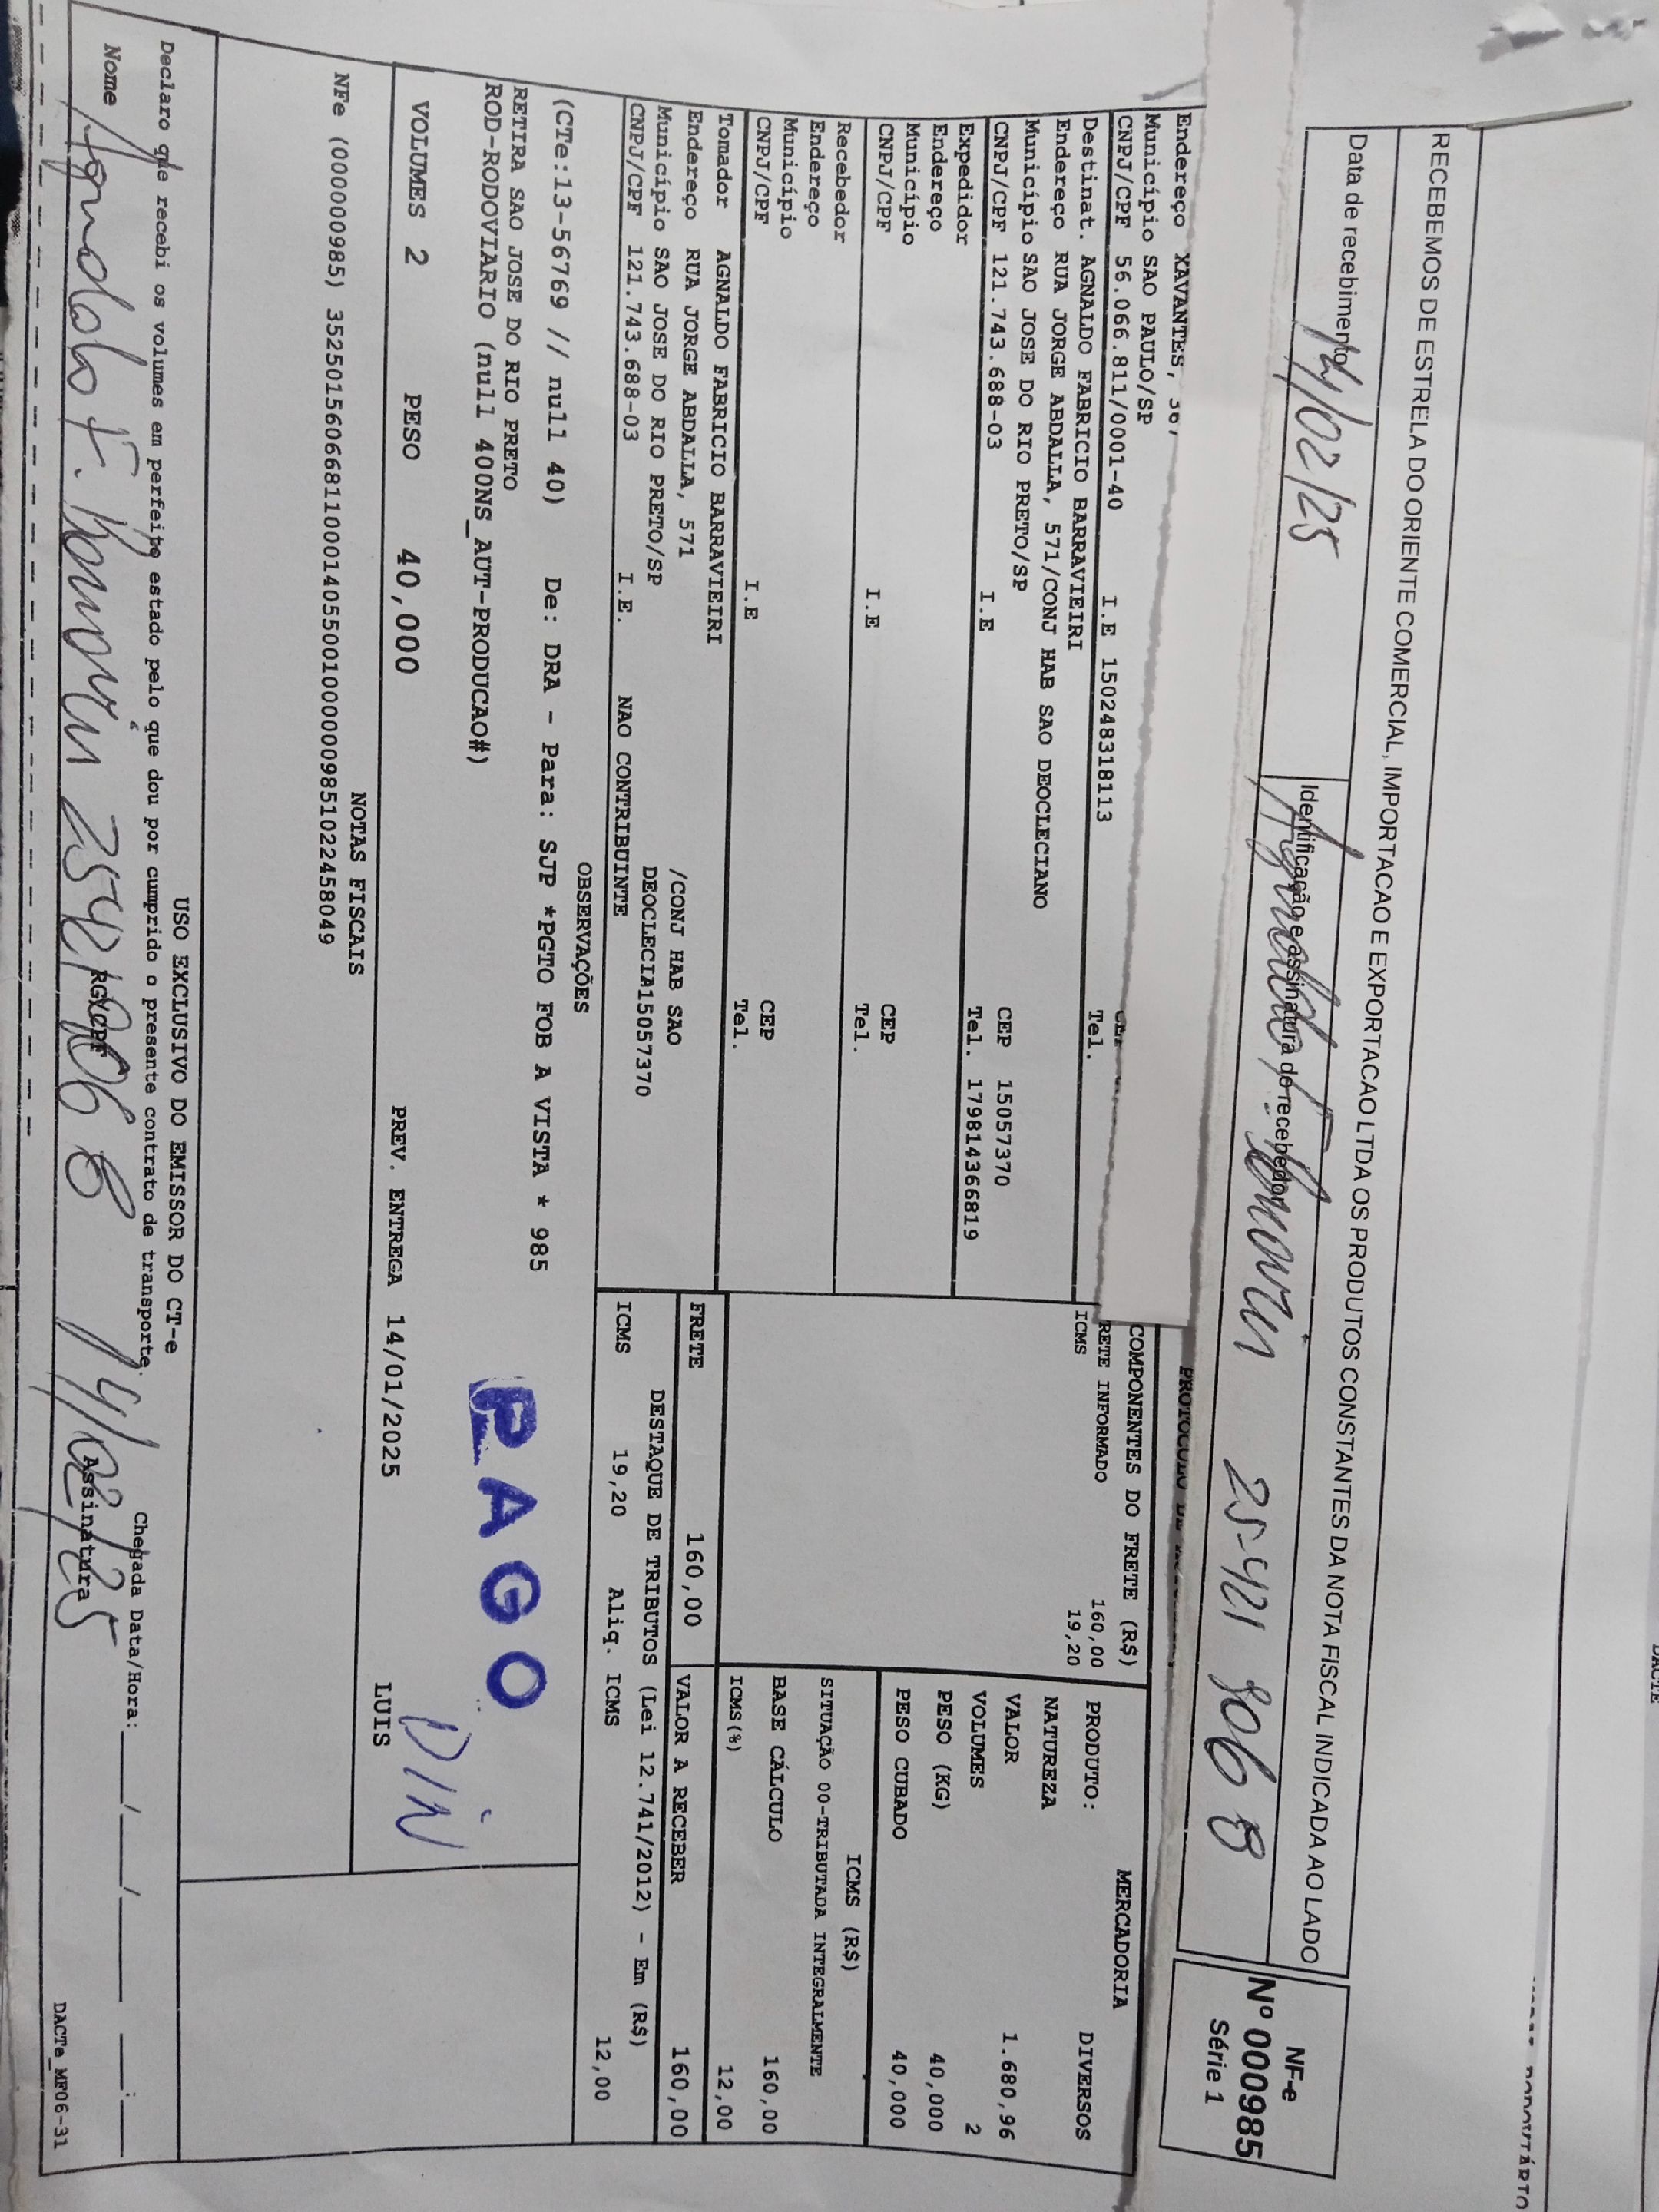 RECEBEMOS DE ESTRELA DO ORIENTE COMERCIAL, IMPORTACAO E EXPORTACAO LTDA OS PRODUTOS CONSTANTES DA NOTA FISCAL INDICADA AO LADO
Data de recebimento
14/02/25
Identificação e assinatura do recebedor
25421 906 8
NF-e
Nº 000985
Série 1
Endereço XAVANTES,
Município SAO PAULO/SP
CNPJ/CPF 56.066.811/0001-40 I.E 150248318113 Tel.
Destinat. AGNALDO FABRICIO BARRAVIEIRI
Endereço RUA JORGE ABDALLA, 571/CONJ HAB SAO DEOCLECIANO
Município SAO JOSE DO RIO PRETO/SP CEP 15057370
CNPJ/CPF 121.743.688-03 I.E Tel. 17981436819
Expedidor
Endereço
Município CEP
CNPJ/CPF I.E Tel.
Recebedor
Endereço
Município CEP
CNPJ/CPF I.E Tel.
Tomador AGNALDO FABRICIO BARRAVIEIRI
Endereço RUA JORGE ABDALLA, 571 /CONJ HAB SAO
Município SAO JOSE DO RIO PRETO/SP DEOCLECIA15057370
CNPJ/CPF 121.743.688-03 I.E. NAO CONTRIBUINTE
COMPONENTES DO FRETE (R$)
RETE INFORMADO 160,00
ICMS 19,20
MERCADORIA
PRODUTO: DIVERSOS
NATUREZA
VALOR 1.680,96
VOLUMES 2
PESO (KG) 40,000
PESO CUBADO 40,000
ICMS (R$)
SITUAÇÃO 00-TRIBUTADA INTEGRALMENTE
BASE CÁLCULO 160,00
ICMS(%) 12,00
FRETE 160,00 VALOR A RECEBER 160,00
DESTAQUE DE TRIBUTOS (Lei 12.741/2012) - Em (R$)
ICMS 19,20 Aliq. ICMS 12,00
OBSERVAÇÕES
(CTe:13-56769 // null 40) De: DRA - Para: SJP *PGTO FOB A VISTA * 985
RETIRA SAO JOSE DO RIO PRETO
ROD-RODOVIARIO (null 400NS_AUT-PRODUCAO#)
PAGO
DIN
VOLUMES 2 PESO 40,000 PREV. ENTREGA 14/01/2025 LUIS
NOTAS FISCAIS
NFe (000000985) 35250156066811000140550010000009851022458049
USO EXCLUSIVO DO EMISSOR DO CT-e
Declaro que recebi os volumes em perfeito estado pelo que dou por cumprido o presente contrato de transporte.
Chegada Data/Hora: ___/___/____ __:__
Nome
RG/CPF
25421906 8
Assinatura
14/02/25
DACTe_MF06-31